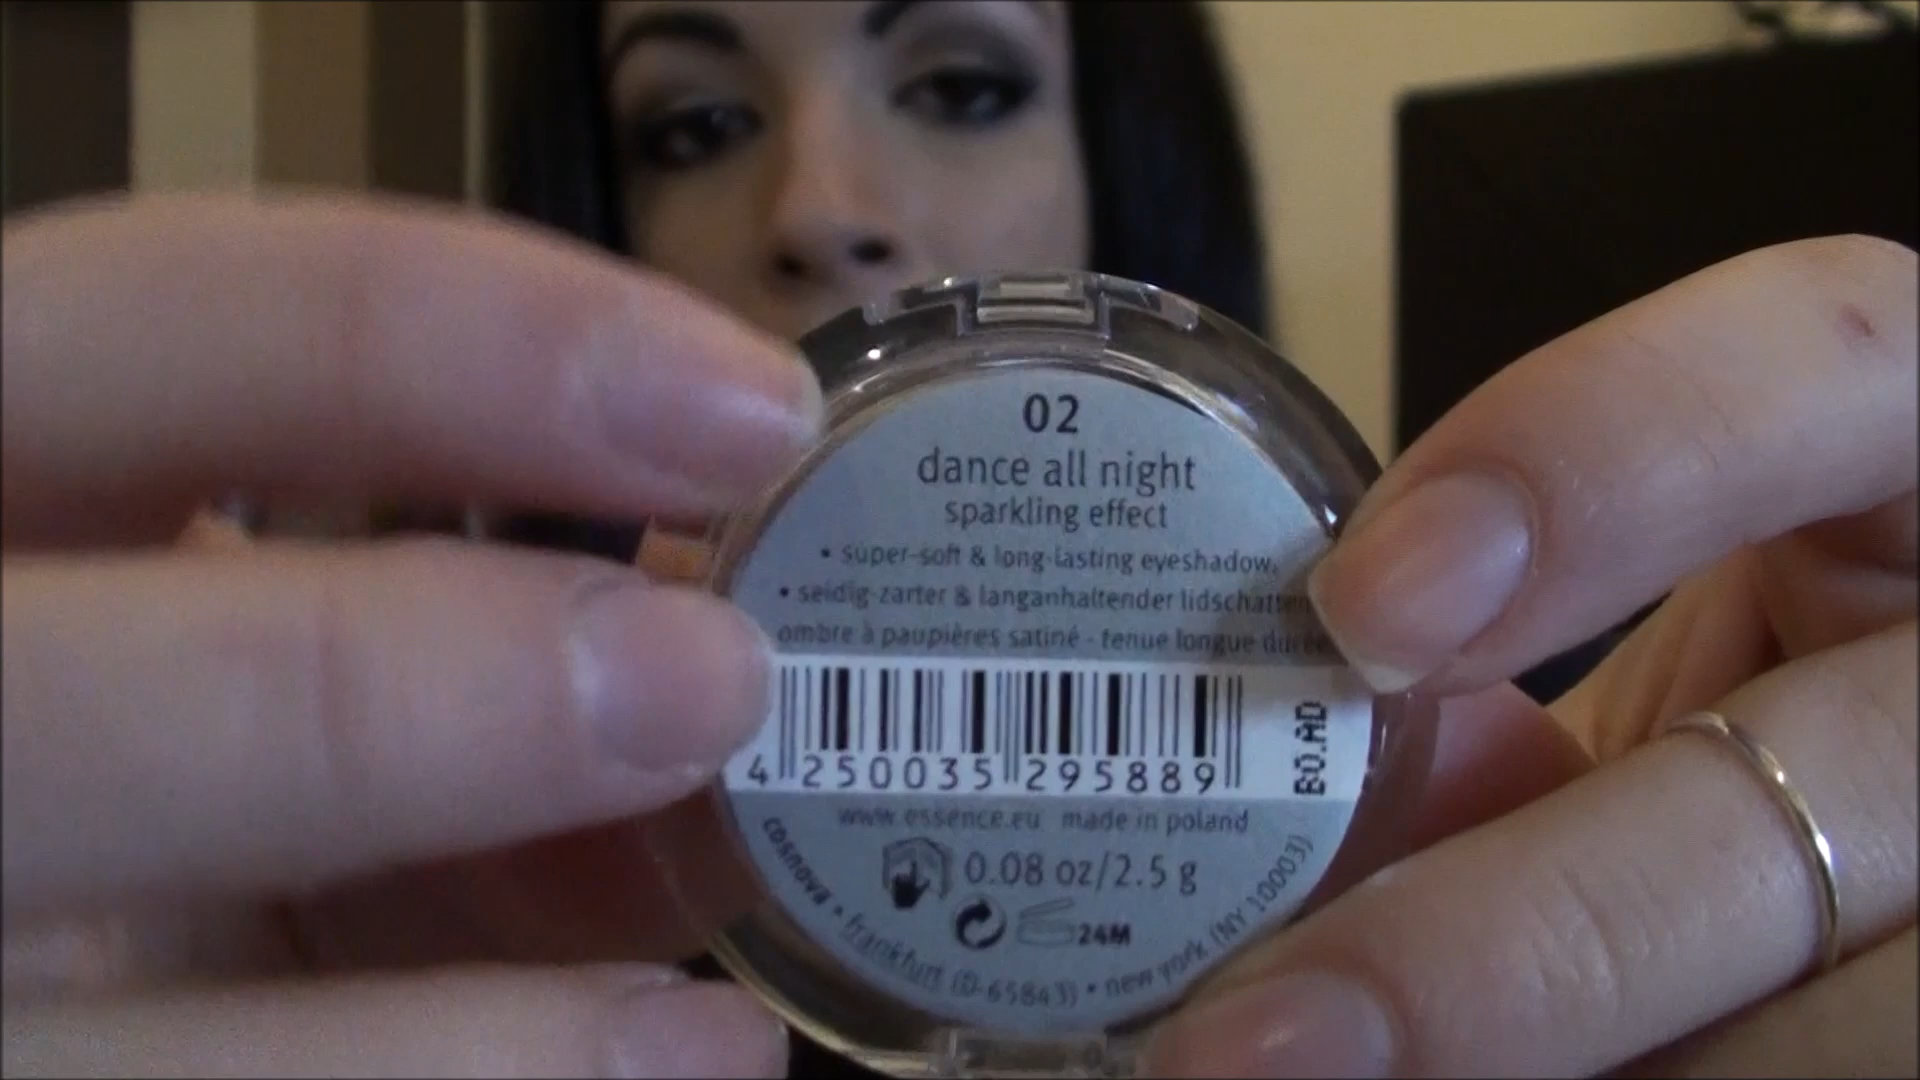 02
dance all night
sparkling effect
• super-soft & long-lasting eyeshadow.
• seidig-zarter & langanhaltender lidschatten
ombre à paupières satiné - tenue longue durée
4 250035 295889
BO.AD
www.essence.eu made in poland
0.08 oz/2.5 g
24M
cosnova • frankfurt (D-65843) • new york (NY 10003)